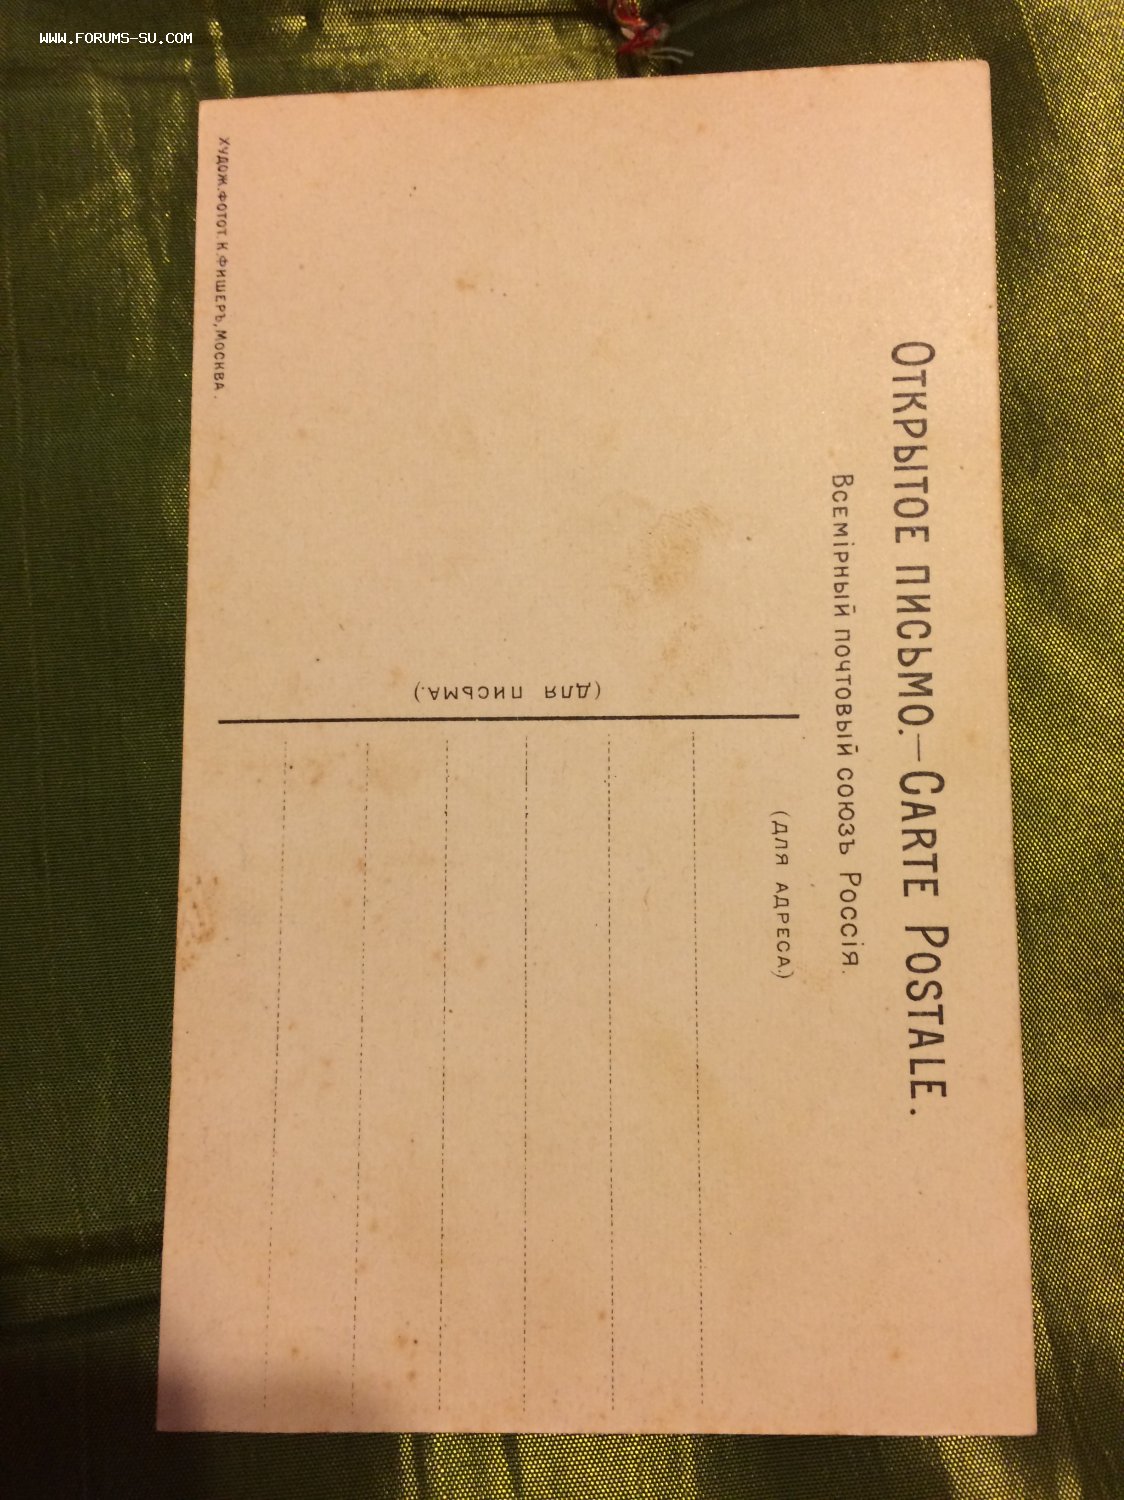 WWW.FORUMS-SU.COM
ОТКРЫТОЕ ПИСЬМО.—CARTE POSTALE.
ВСЕМІРНЫЙ ПОЧТОВЫЙ СОЮЗЪ РОССІЯ.
(ДЛЯ АДРЕСА.)
(ДЛЯ ПИСЬМА.)
ХУДОЖ. ФОТОТ. К. ФИШЕРЪ, МОСКВА.